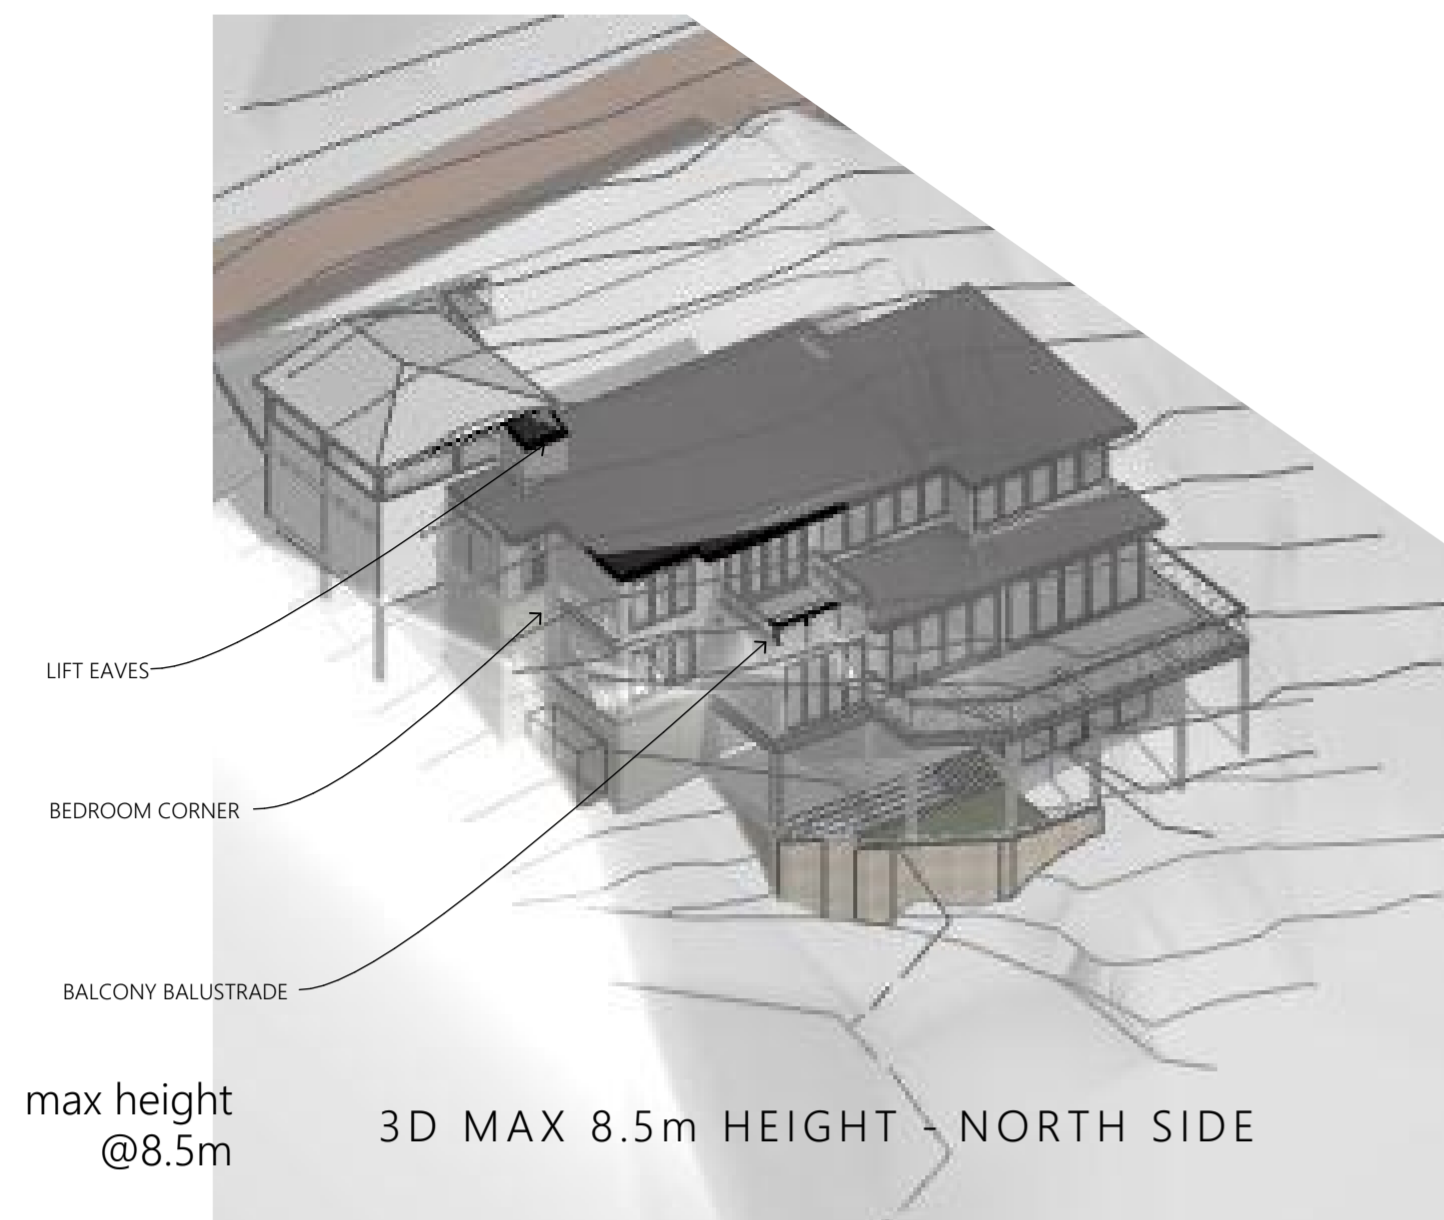 LIFT EAVES
BEDROOM CORNER
BALCONY BALUSTRADE
max height
@8.5m
3D MAX 8.5m HEIGHT - NORTH SIDE